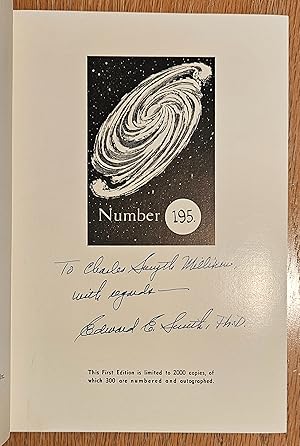 Number 195.
To Charles Smyth Milliken,
with regards—
Edward E. Smith, Ph.D.
This First Edition is limited to 2000 copies, of
which 300 are numbered and autographed.